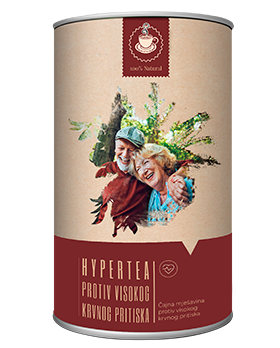 100% Natural
HYPERTEA
PROTIV VISOKOG
KRVNOG PRITISKA
Čajna mješavina
protiv visokog
krvnog pritiska